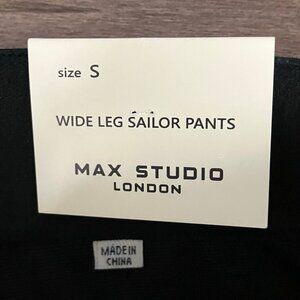 size S
WIDE LEG SAILOR PANTS
MAX STUDIO
LONDON
MADE IN
CHINA